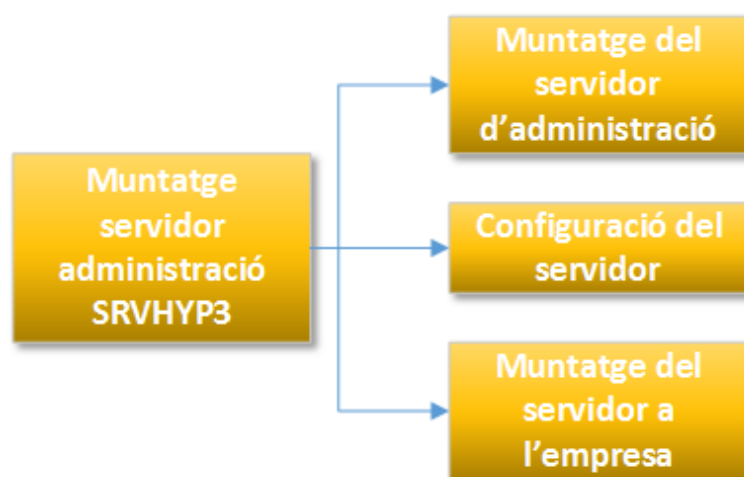 Muntatge
servidor
administració
SRVHYP3
Muntatge del
servidor
d’administració
Configuració del
servidor
Muntatge del
servidor a
l’empresa